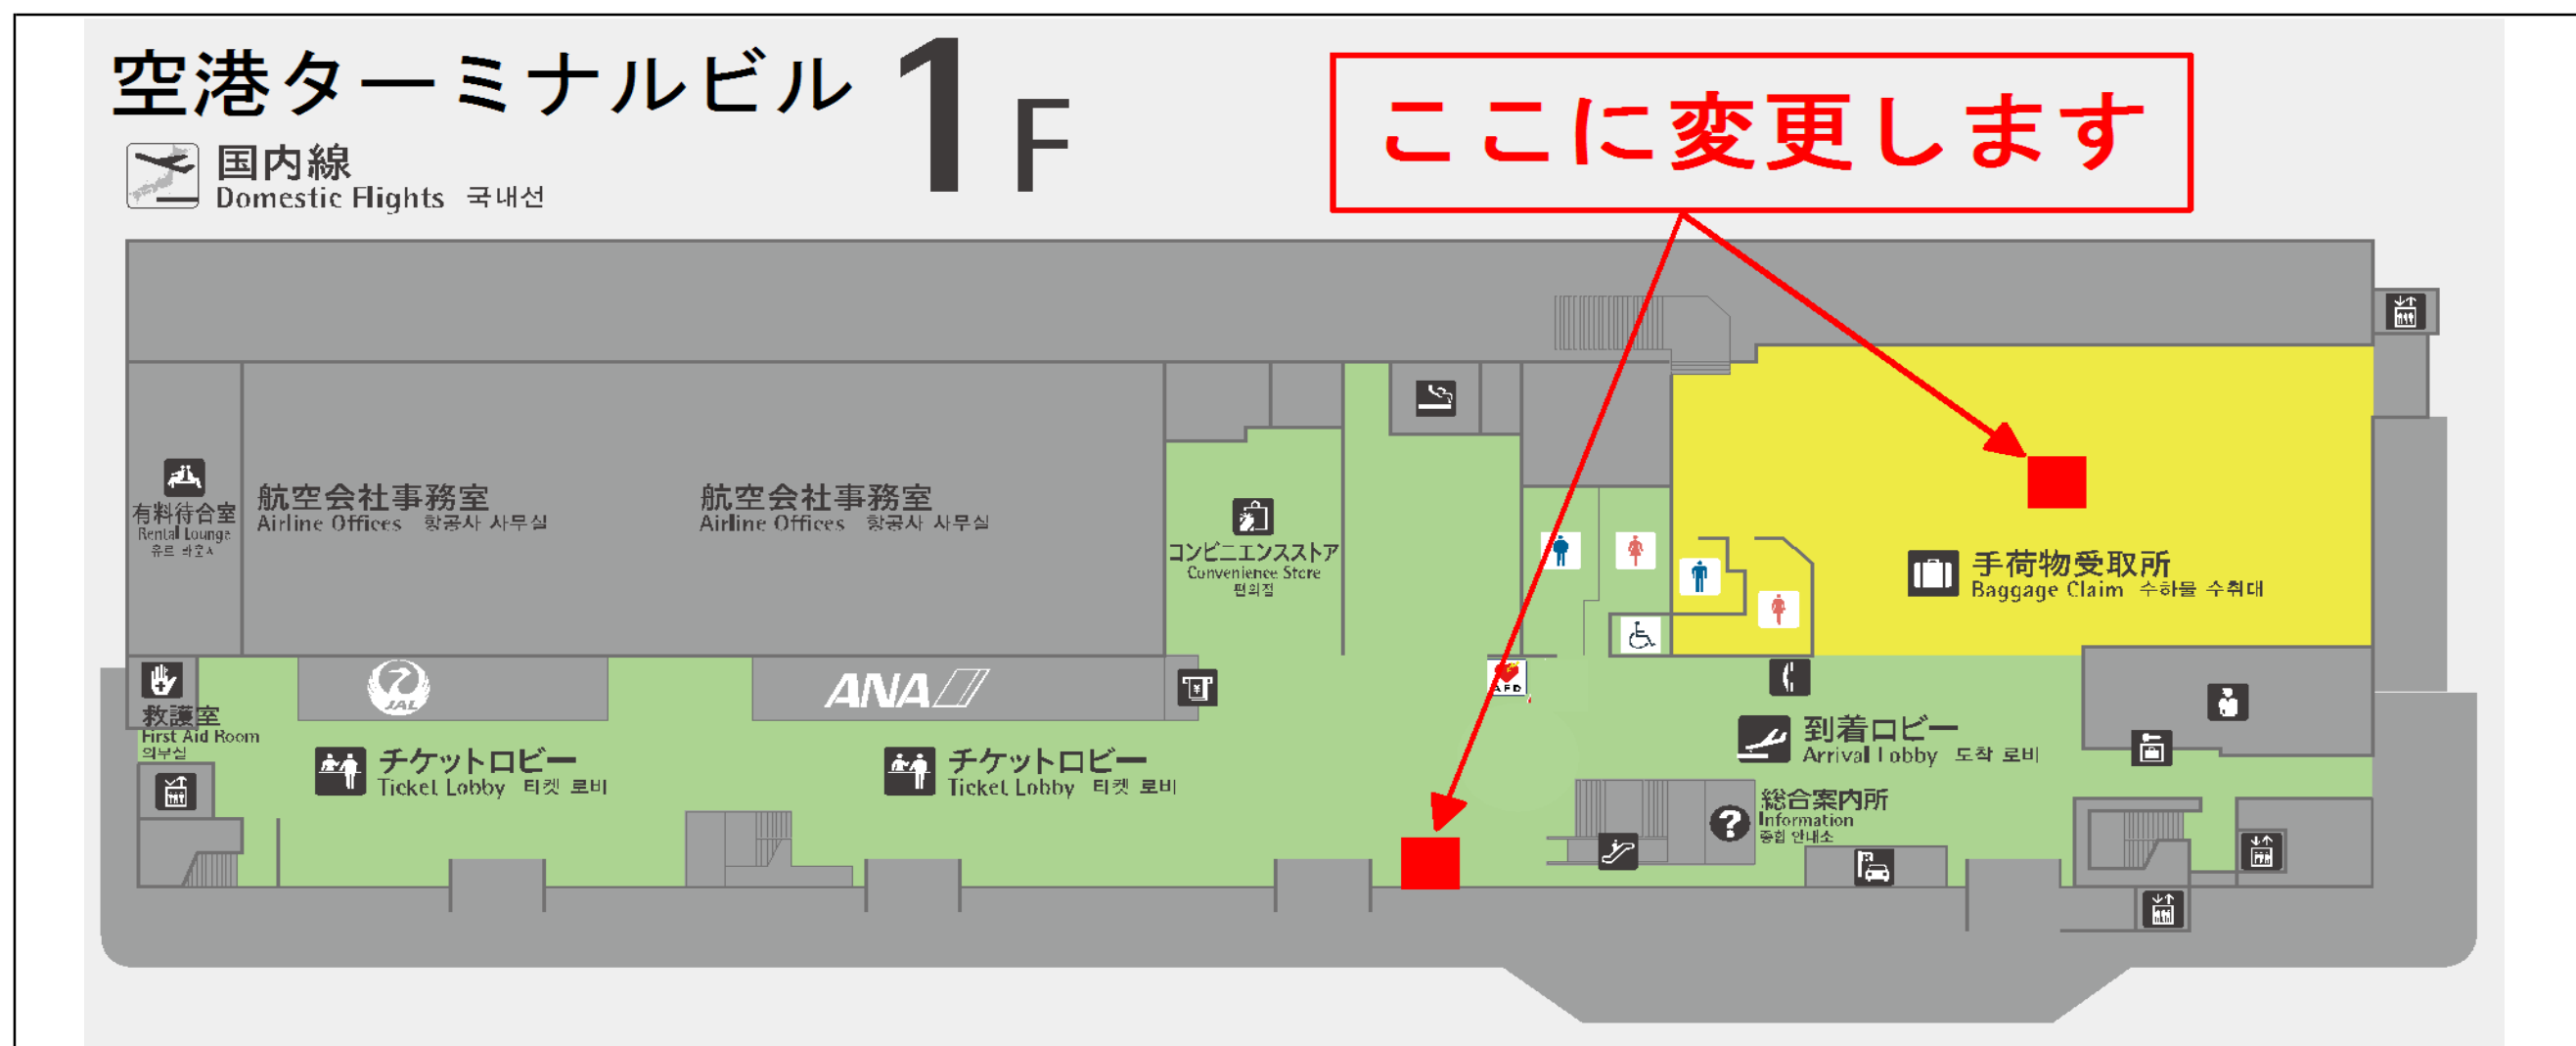 空港ターミナルビル 1F
ここに変更します
国内線
Domestic Flights 국내선
有料待合室
Rental Lounge
航空会社事務室
Airline Offices 항공사 사무실
航空会社事務室
Airline Offices 항공사 사무실
コンビニエンスストア
Convenience Store
편의점
手荷物受取所
Baggage Claim 수하물 수취대
JAL
ANA
AED
救護室
First Aid Room
의무실
チケットロビー
Ticket Lobby 티켓 로비
チケットロビー
Ticket Lobby 티켓 로비
到着ロビー
Arrival Lobby 도착 로비
?
総合案内所
Information
종합 안내소